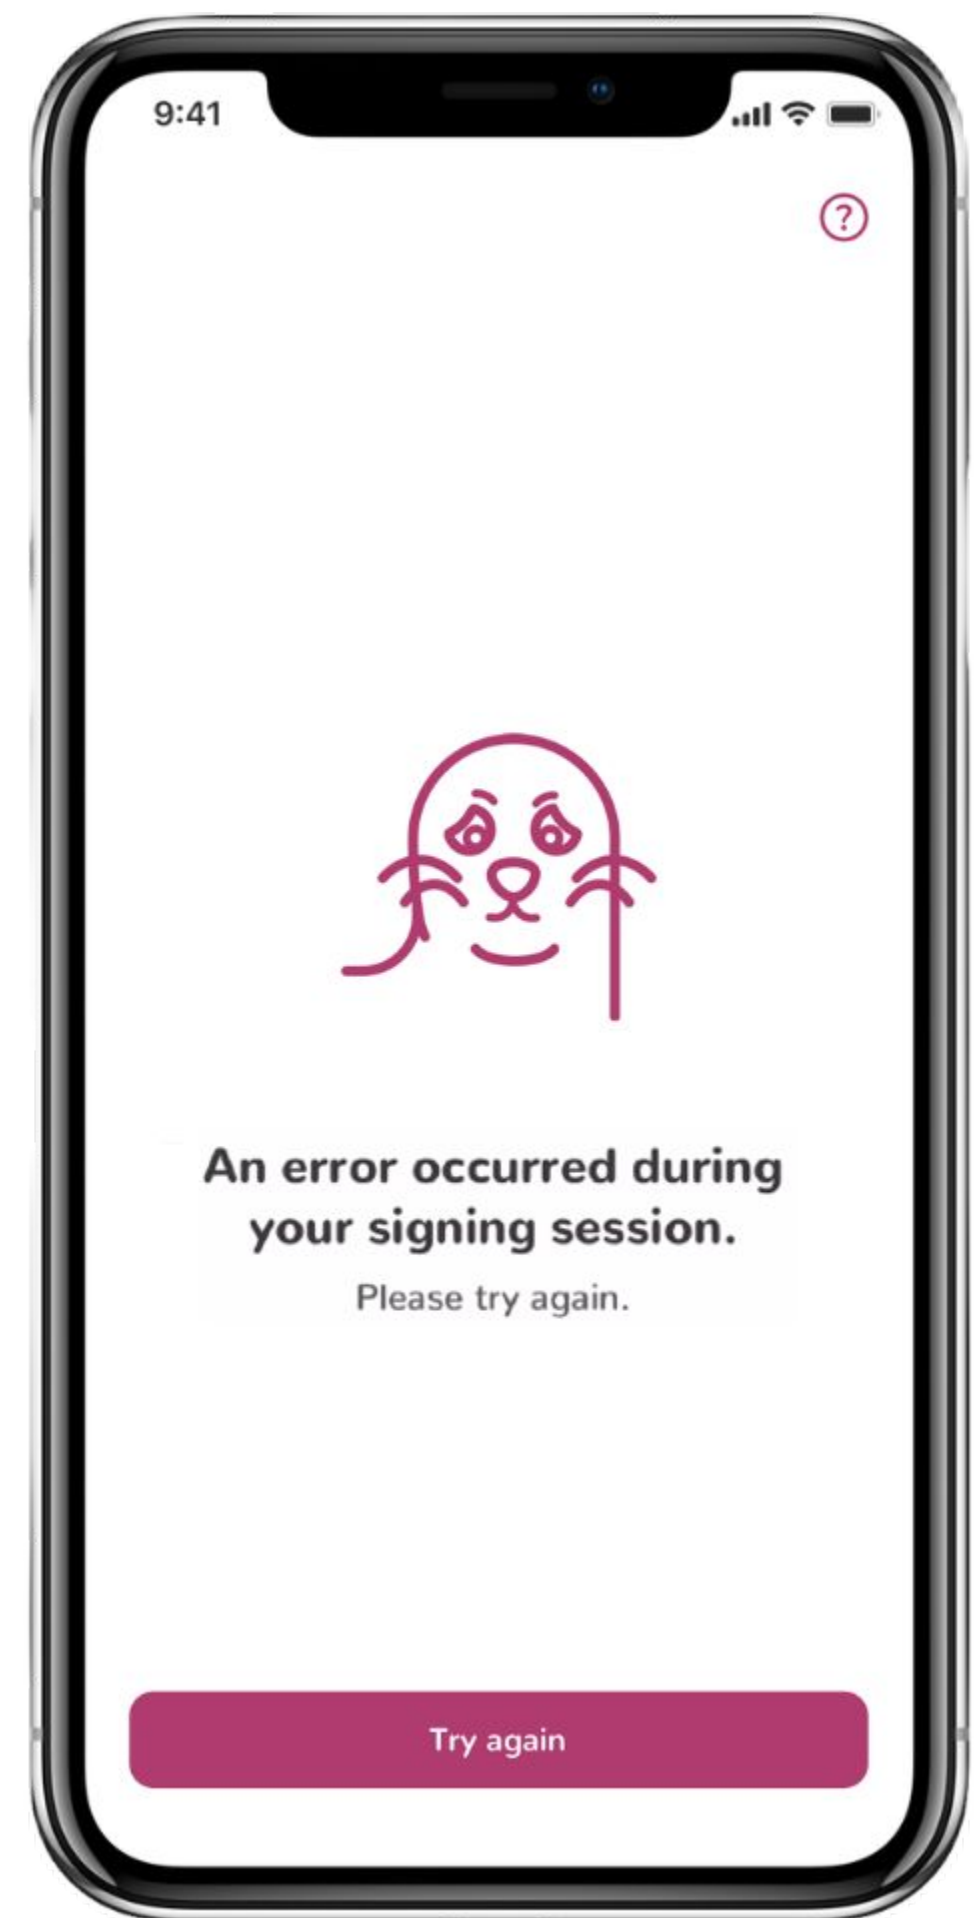 9:41
?
An error occurred during
your signing session.
Please try again.
Try again